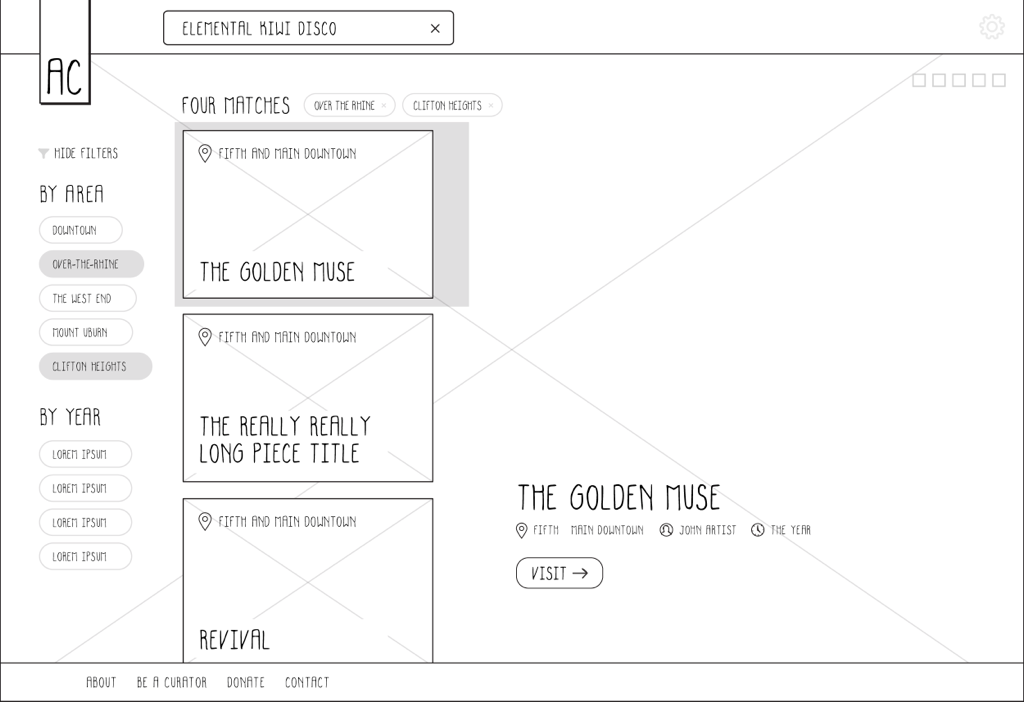 ELEMENTAL KIWI DISCO
AC
FOUR MATCHES
OVER THE RHINE ×
CLIFTON HEIGHTS ×
HIDE FILTERS
BY AREA
DOWNTOWN
OVER-THE-RHINE
THE WEST END
MOUNT UBURN
CLIFTON HEIGHTS
BY YEAR
LOREM IPSUM
LOREM IPSUM
LOREM IPSUM
LOREM IPSUM
FIFTH AND MAIN DOWNTOWN
THE GOLDEN MUSE
FIFTH AND MAIN DOWNTOWN
THE REALLY REALLY
LONG PIECE TITLE
FIFTH AND MAIN DOWNTOWN
REVIVAL
THE GOLDEN MUSE
FIFTH MAIN DOWNTOWN JOHN ARTIST THE YEAR
VISIT →
ABOUT BE A CURATOR DONATE CONTACT